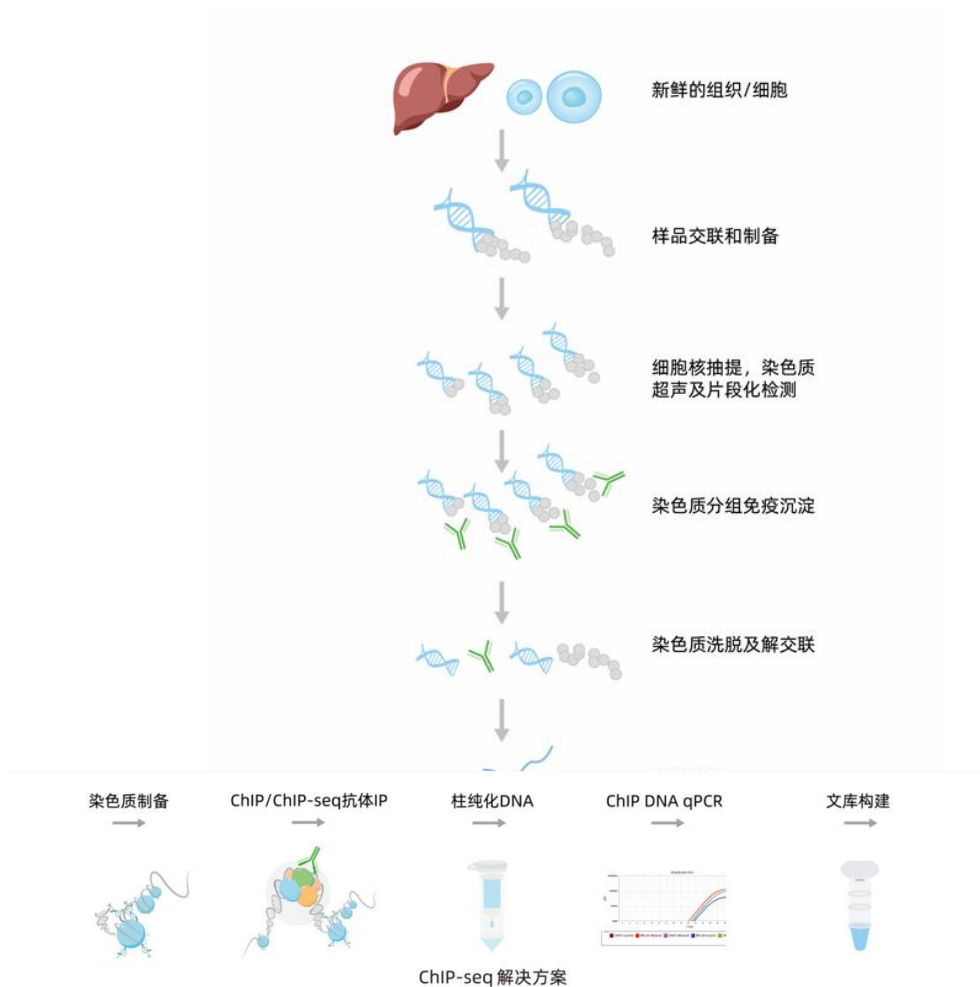 新鲜的组织/细胞
样品交联和制备
细胞核抽提，染色质
超声及片段化检测
染色质分组免疫沉淀
染色质洗脱及解交联
染色质制备
ChIP/ChIP-seq抗体IP
柱纯化DNA
ChIP DNA qPCR
文库构建
ChIP-seq 解决方案